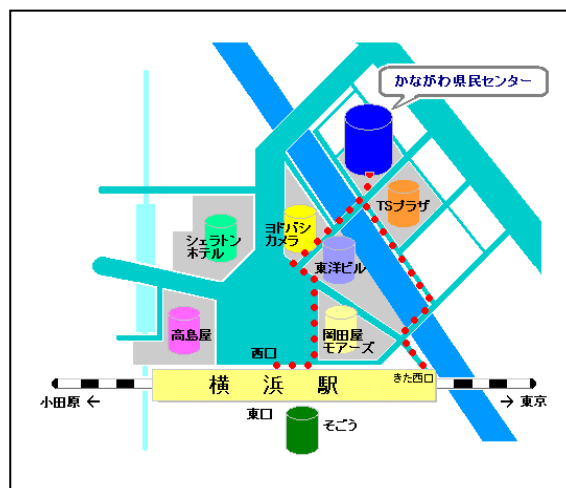 かながわ県民センター
TSプラザ
ヨドバシ
カメラ
シェラトン
ホテル
東洋ビル
高島屋
岡田屋
モアーズ
西口
きた西口
横浜駅
小田原 ←
→ 東京
東口
そごう